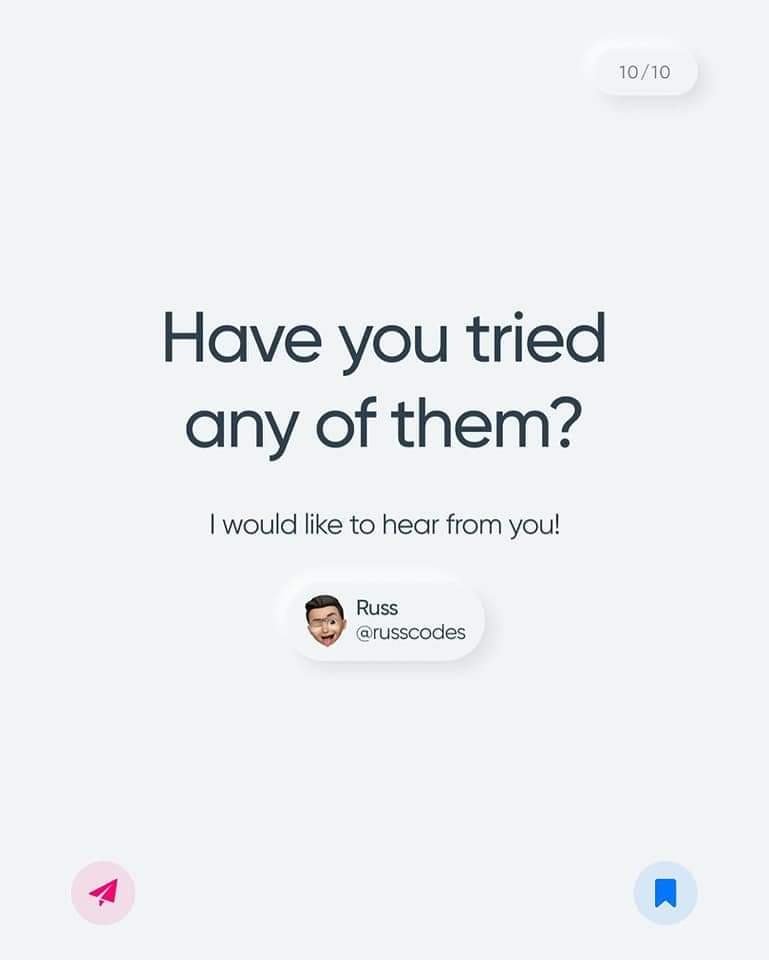 10/10
Have you tried
any of them?
I would like to hear from you!
Russ
@russcodes